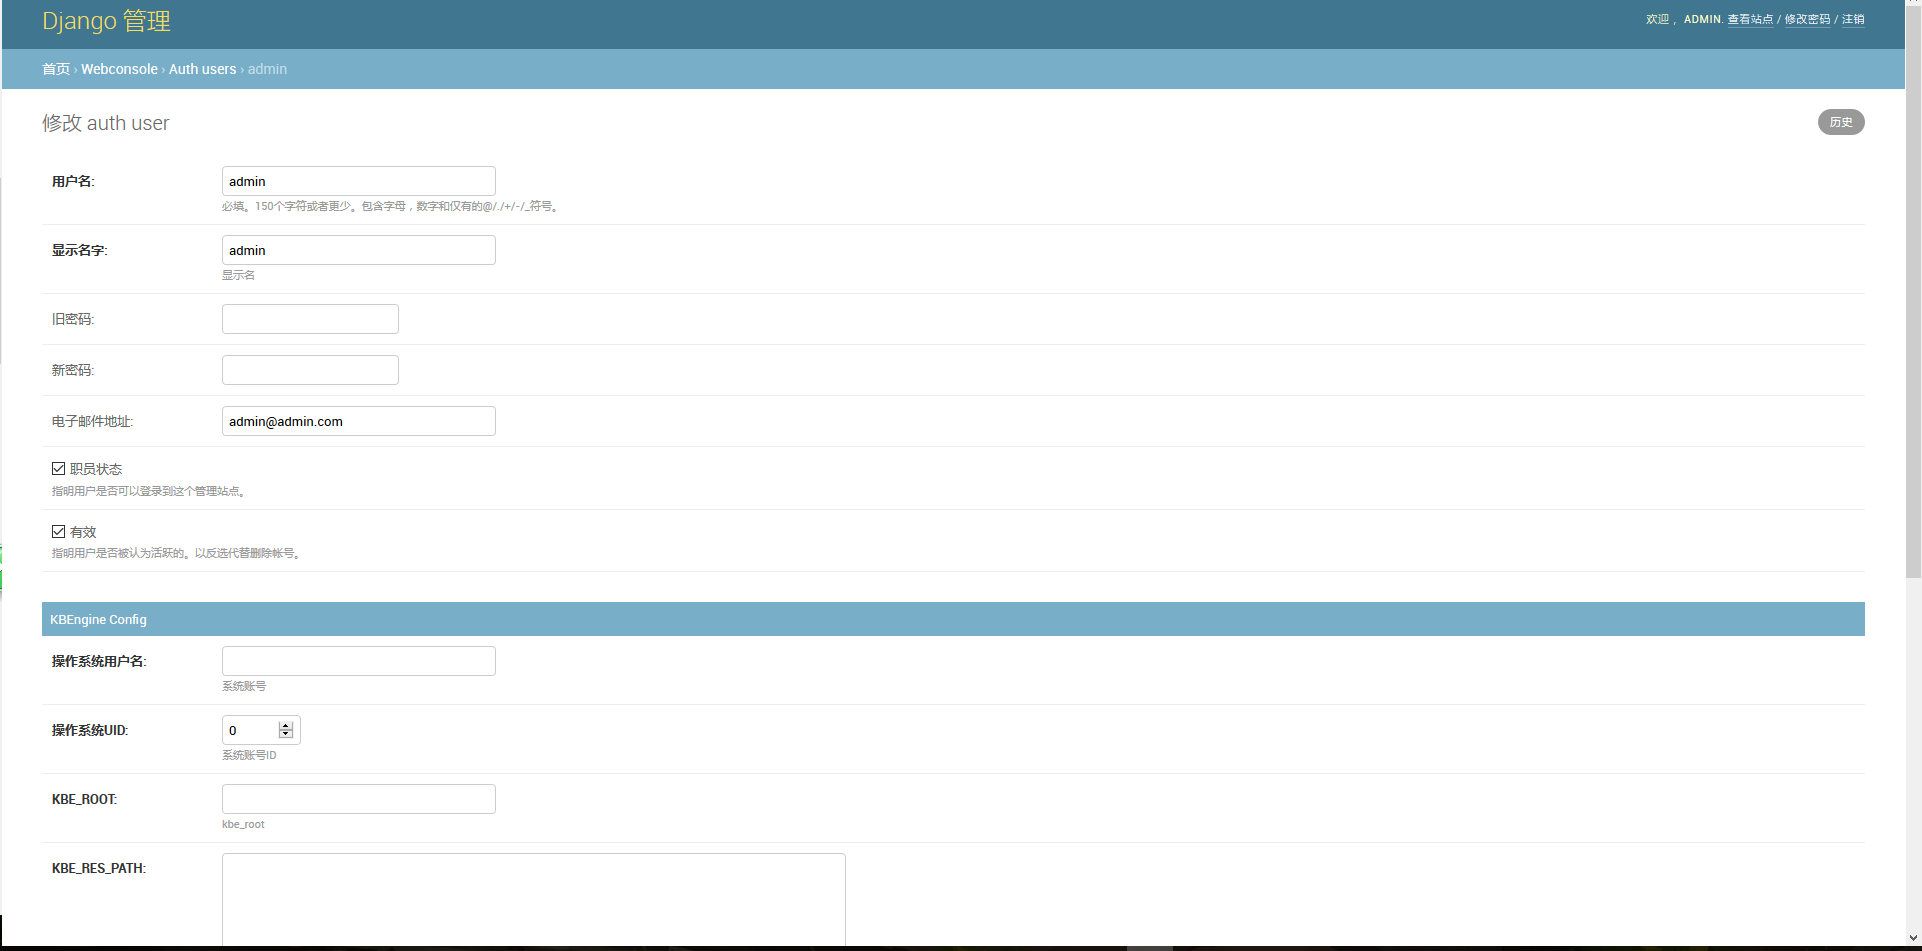 Django 管理
欢迎， ADMIN. 查看站点 / 修改密码 / 注销
首页 › Webconsole › Auth users › admin
修改 auth user
历史
用户名: admin
必填。150个字符或者更少。包含字母，数字和仅有的@/./+/-/_符号。
显示名字: admin
显示名
旧密码:
新密码:
电子邮件地址: admin@admin.com
职员状态
指明用户是否可以登录到这个管理站点。
有效
指明用户是否被认为活跃的。以反选代替删除帐号。
KBEngine Config
操作系统用户名:
系统账号
操作系统UID: 0
系统账号ID
KBE_ROOT:
kbe_root
KBE_RES_PATH: